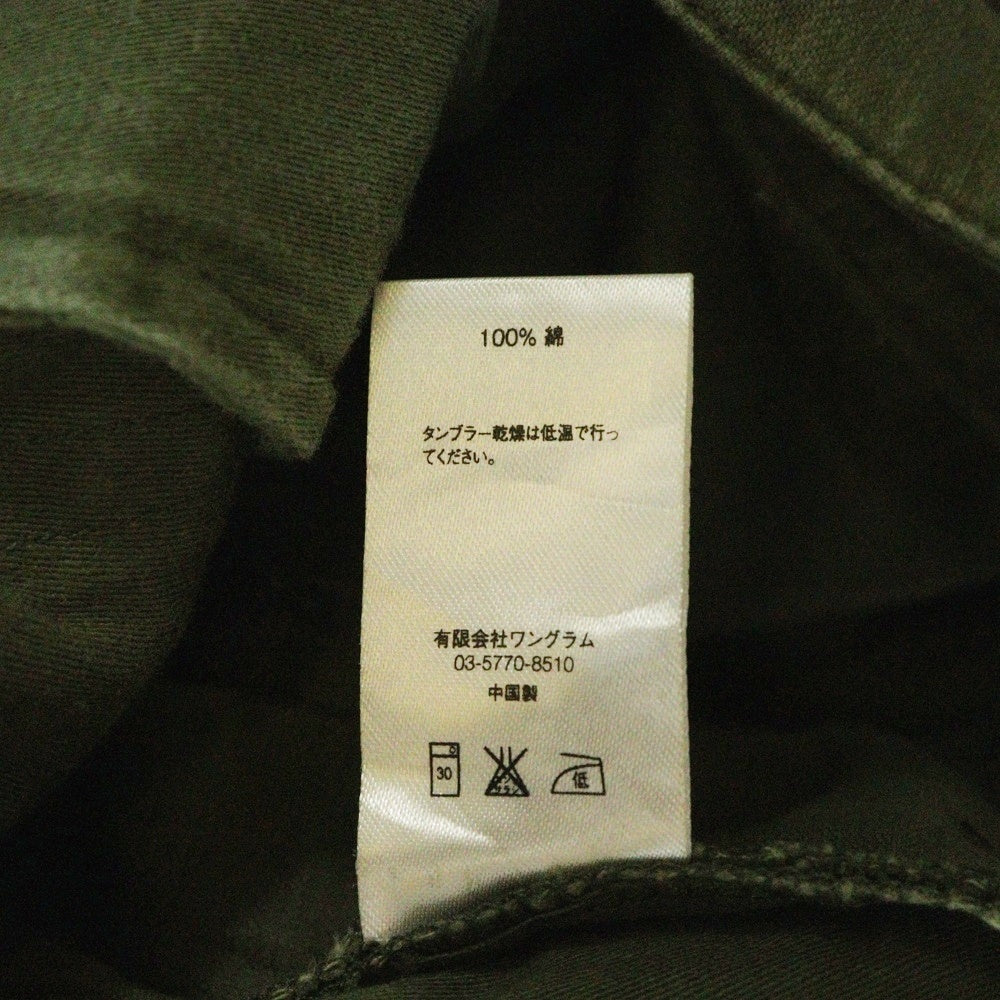 100% 綿
タンブラー乾燥は低温で行っ
てください。
有限会社ワングラム
03-5770-8510
中国製
30
低